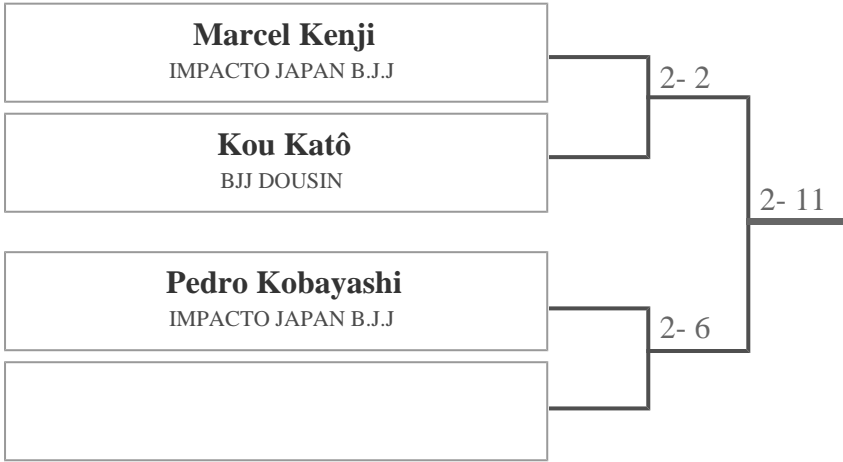 Marcel Kenji
IMPACTO JAPAN B.J.J
2- 2
Kou Katô
BJJ DOUSIN
2- 11
Pedro Kobayashi
IMPACTO JAPAN B.J.J
2- 6